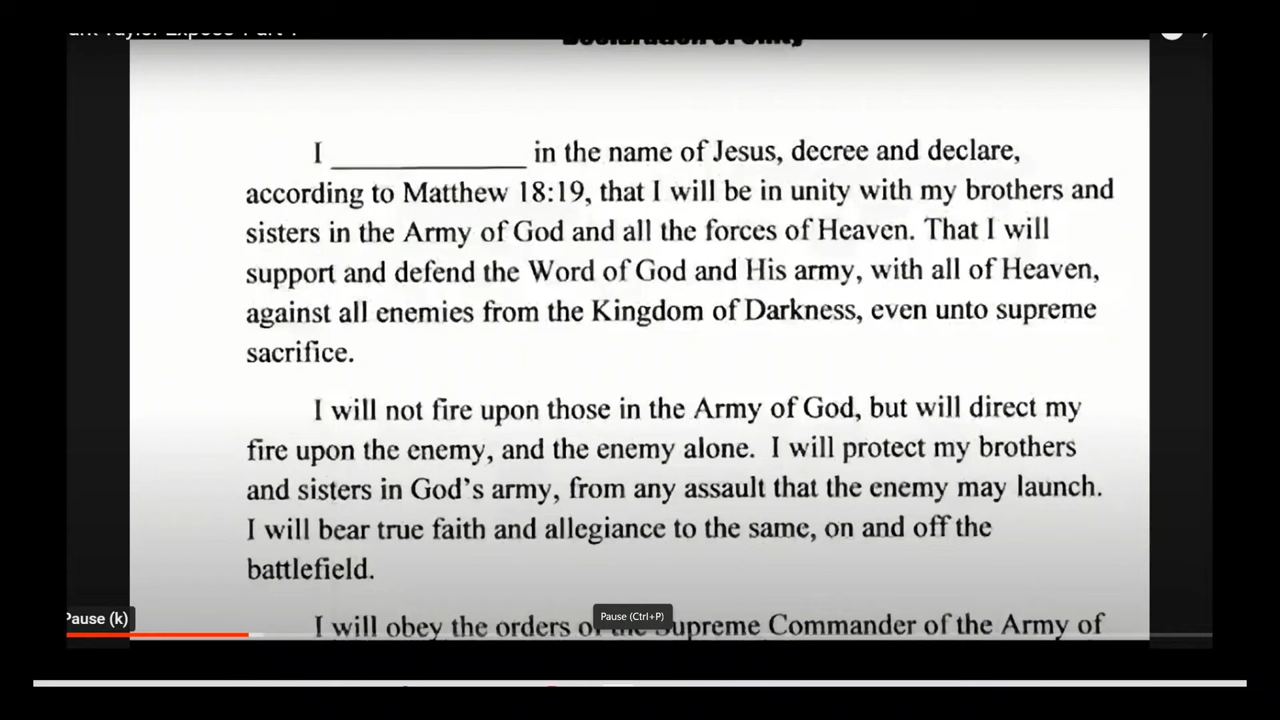 Declaration of Unity
I ______________ in the name of Jesus, decree and declare,
according to Matthew 18:19, that I will be in unity with my brothers and
sisters in the Army of God and all the forces of Heaven. That I will
support and defend the Word of God and His army, with all of Heaven,
against all enemies from the Kingdom of Darkness, even unto supreme
sacrifice.
I will not fire upon those in the Army of God, but will direct my
fire upon the enemy, and the enemy alone. I will protect my brothers
and sisters in God's army, from any assault that the enemy may launch.
I will bear true faith and allegiance to the same, on and off the
battlefield.
Pause (k)
Pause (Ctrl+P)
I will obey the orders of the Supreme Commander of the Army of